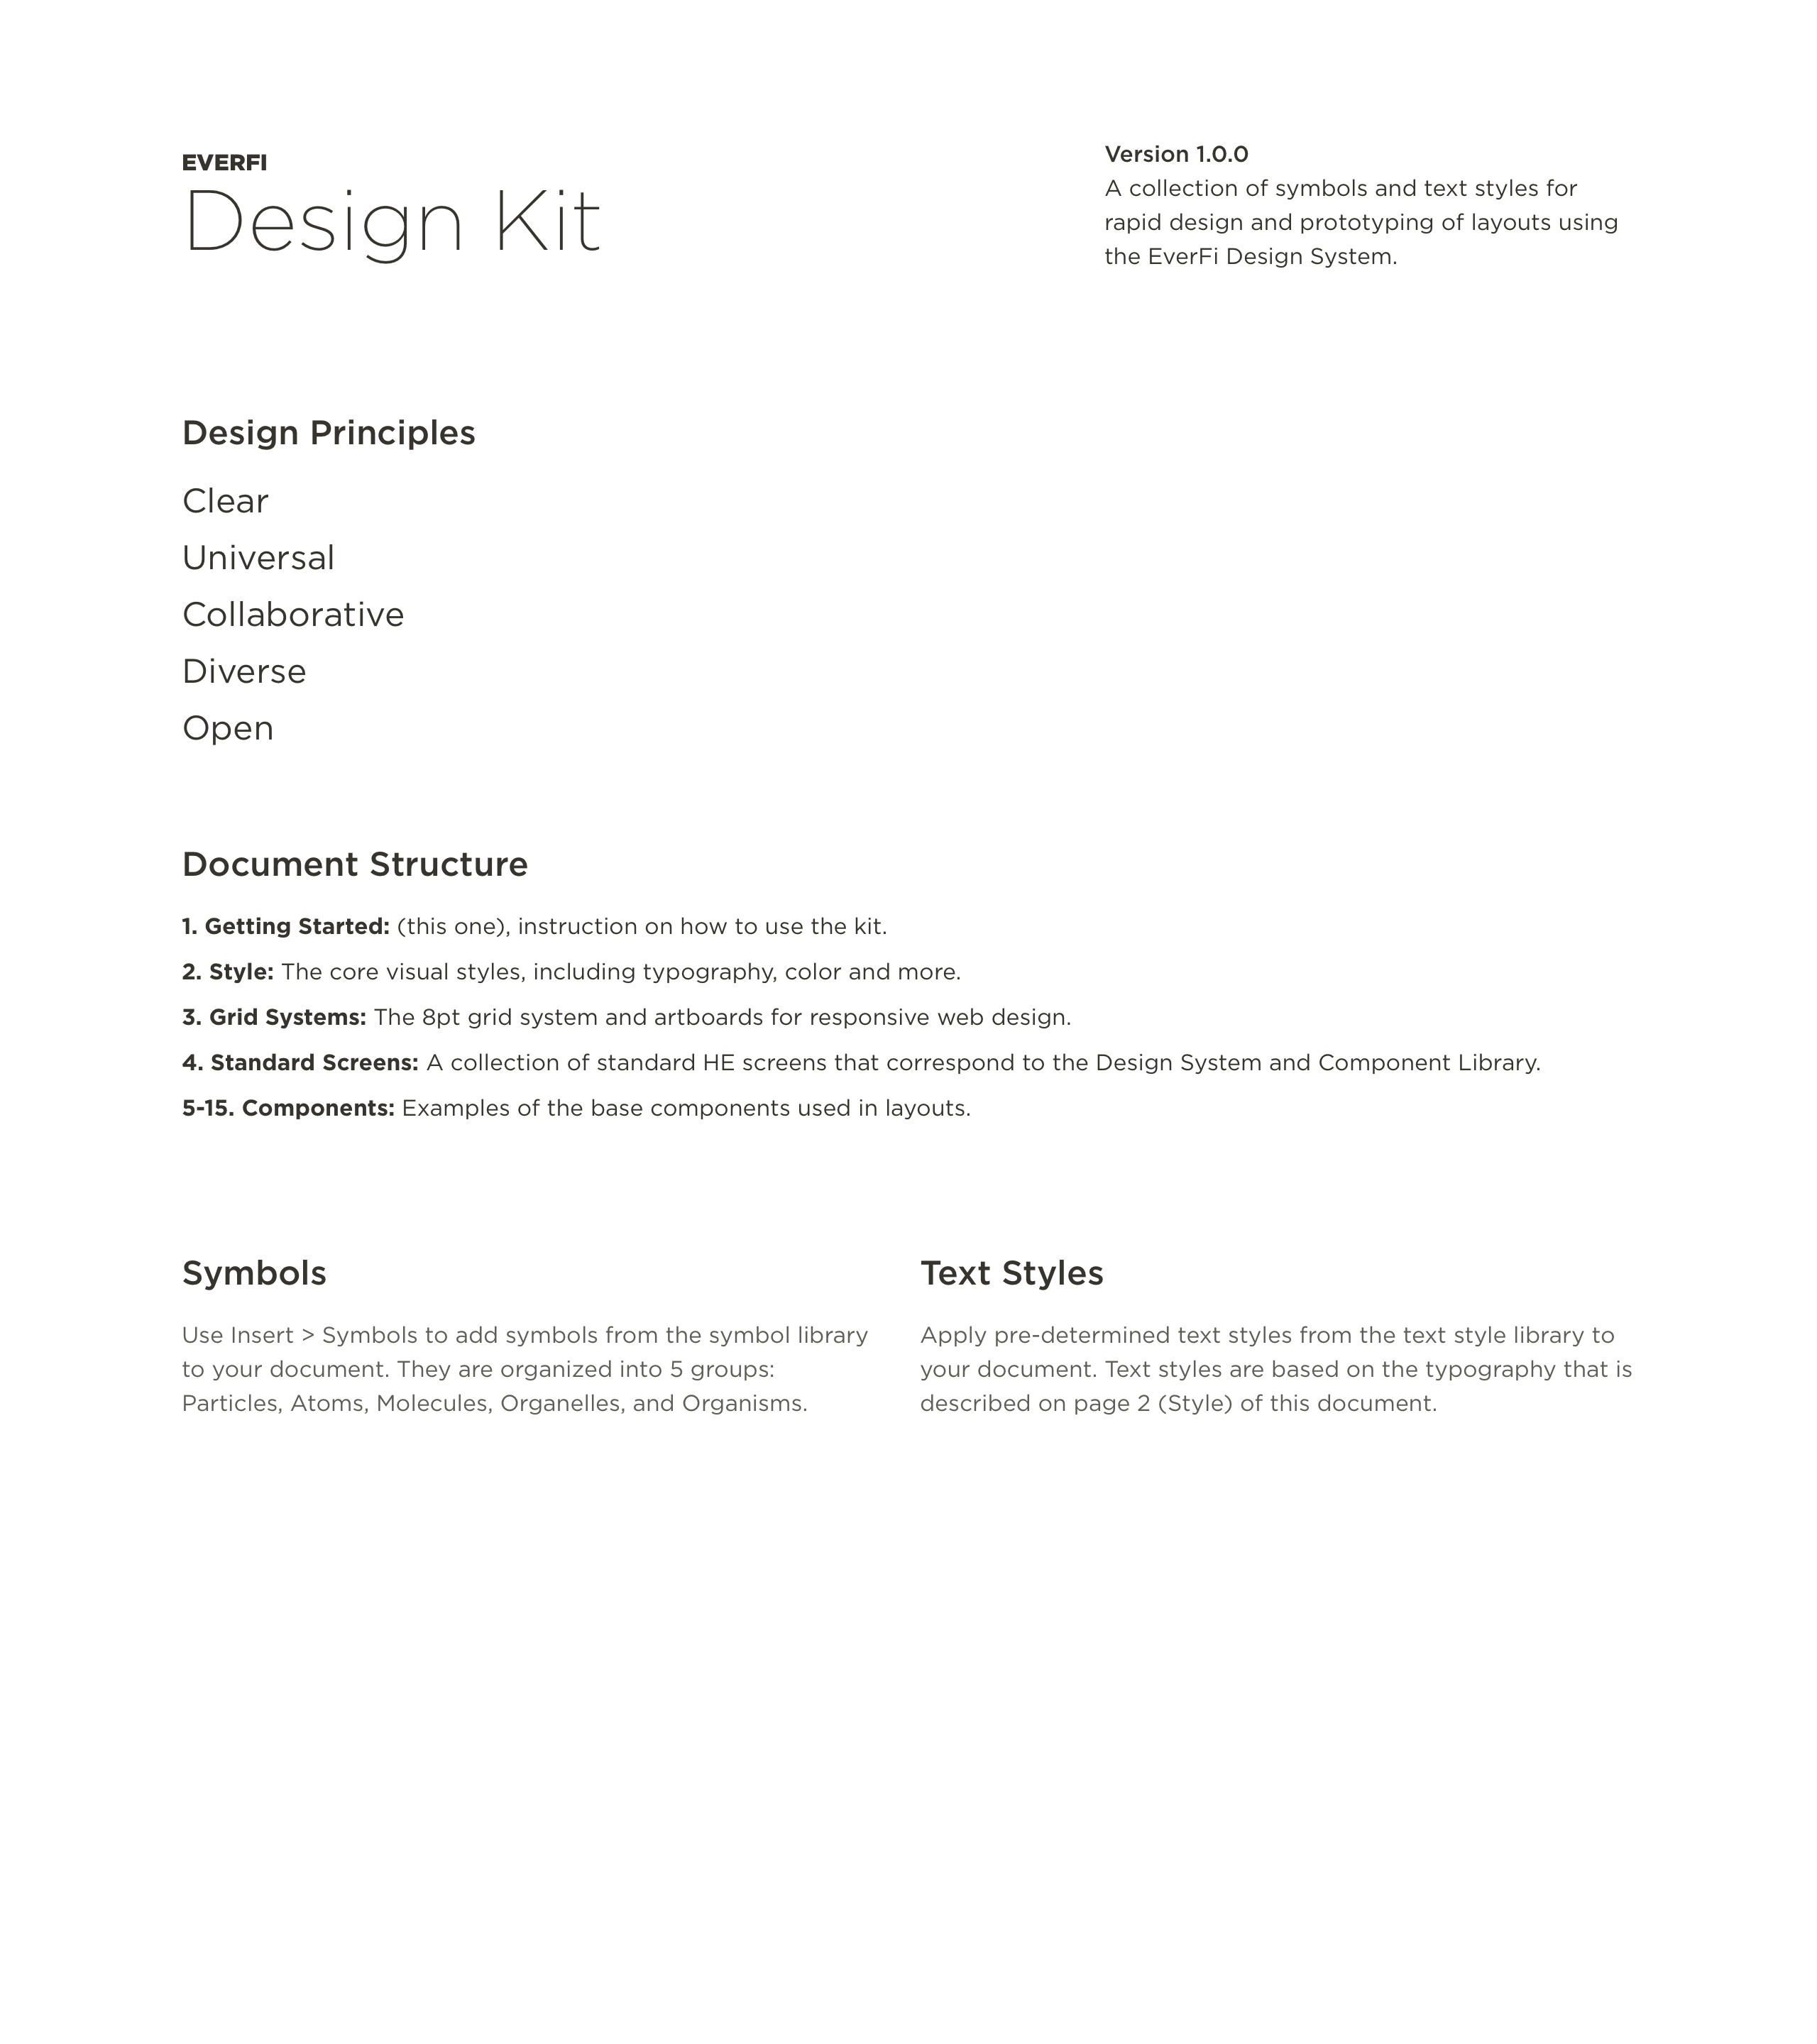 EVERFI
Design Kit
Version 1.0.0
A collection of symbols and text styles for
rapid design and prototyping of layouts using
the EverFi Design System.
Design Principles
Clear
Universal
Collaborative
Diverse
Open
Document Structure
1. Getting Started: (this one), instruction on how to use the kit.
2. Style: The core visual styles, including typography, color and more.
3. Grid Systems: The 8pt grid system and artboards for responsive web design.
4. Standard Screens: A collection of standard HE screens that correspond to the Design System and Component Library.
5-15. Components: Examples of the base components used in layouts.
Symbols
Use Insert > Symbols to add symbols from the symbol library
to your document. They are organized into 5 groups:
Particles, Atoms, Molecules, Organelles, and Organisms.
Text Styles
Apply pre-determined text styles from the text style library to
your document. Text styles are based on the typography that is
described on page 2 (Style) of this document.